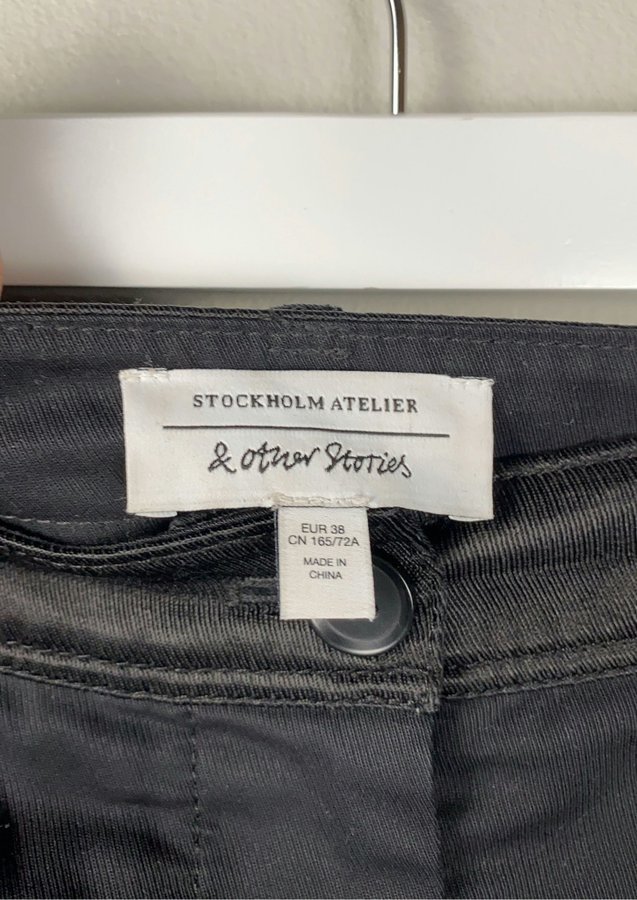 STOCKHOLM ATELIER
& other Stories
EUR 38
CN 165/72A
MADE IN
CHINA